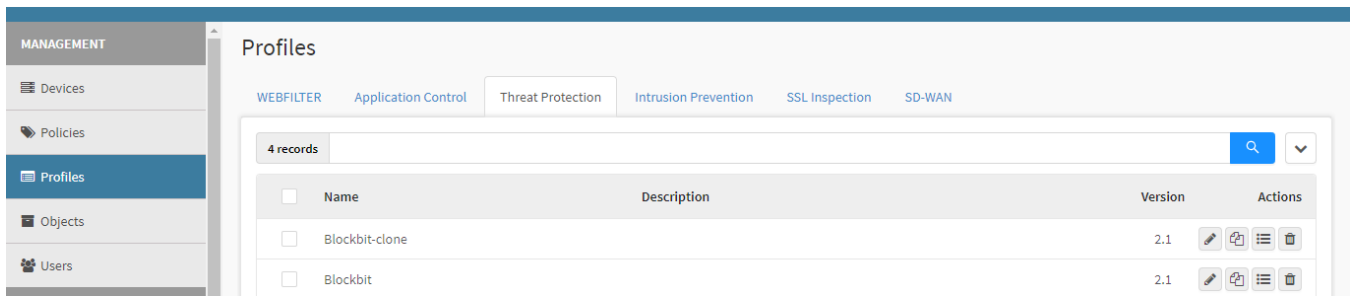 MANAGEMENT
Devices
Policies
Profiles
Objects
Users
Profiles
WEBFILTER Application Control Threat Protection Intrusion Prevention SSL Inspection SD-WAN
4 records
Name Description Version Actions
Blockbit-clone 2.1
Blockbit 2.1